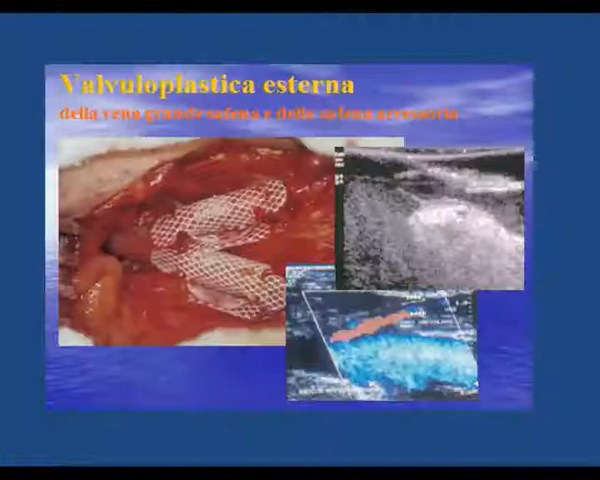 Valvuloplastica esterna
della vena grande safena e della safena accessoria